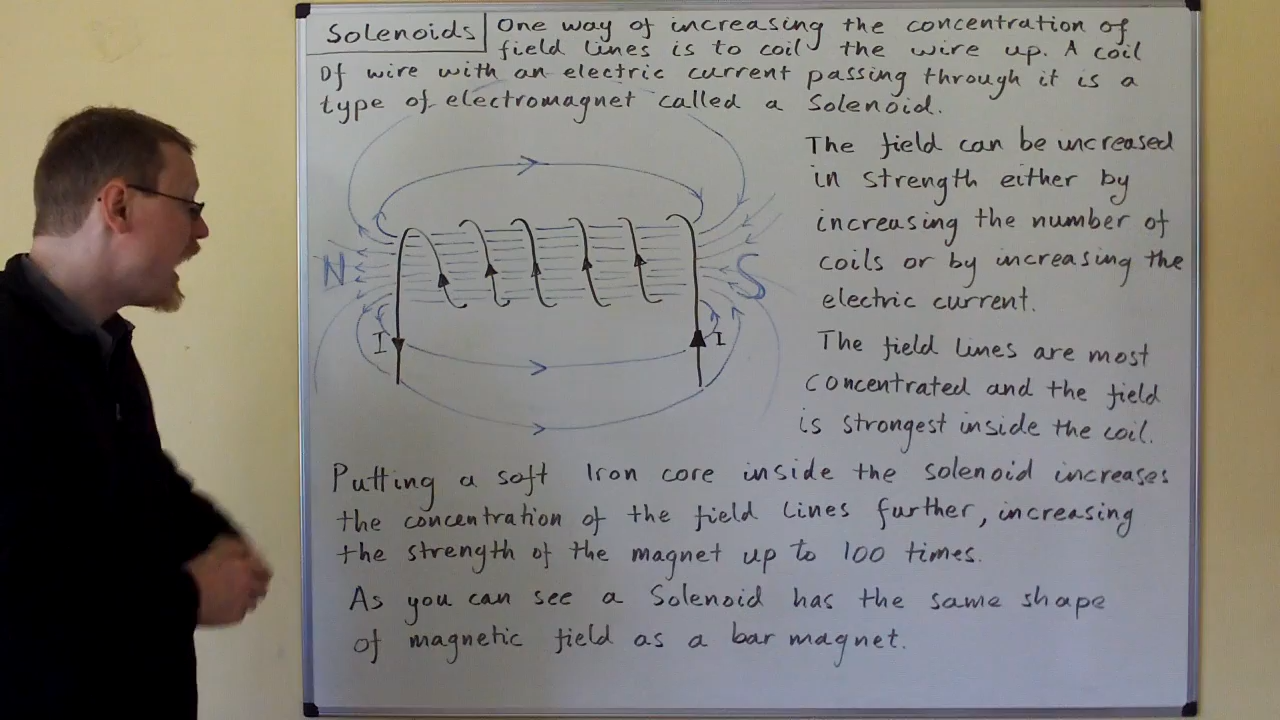 Solenoids One way of increasing the concentration of
field lines is to coil the wire up. A coil
Of wire with an electric current passing through it is a
type of electromagnet called a Solenoid.
The field can be increased
in strength either by
increasing the number of
coils or by increasing the
electric current.
The field lines are most
concentrated and the field
is strongest inside the coil.
N
S
I
I
Putting a soft Iron core inside the solenoid increases
the concentration of the field lines further, increasing
the strength of the magnet up to 100 times.
As you can see a Solenoid has the same shape
of magnetic field as a bar magnet.